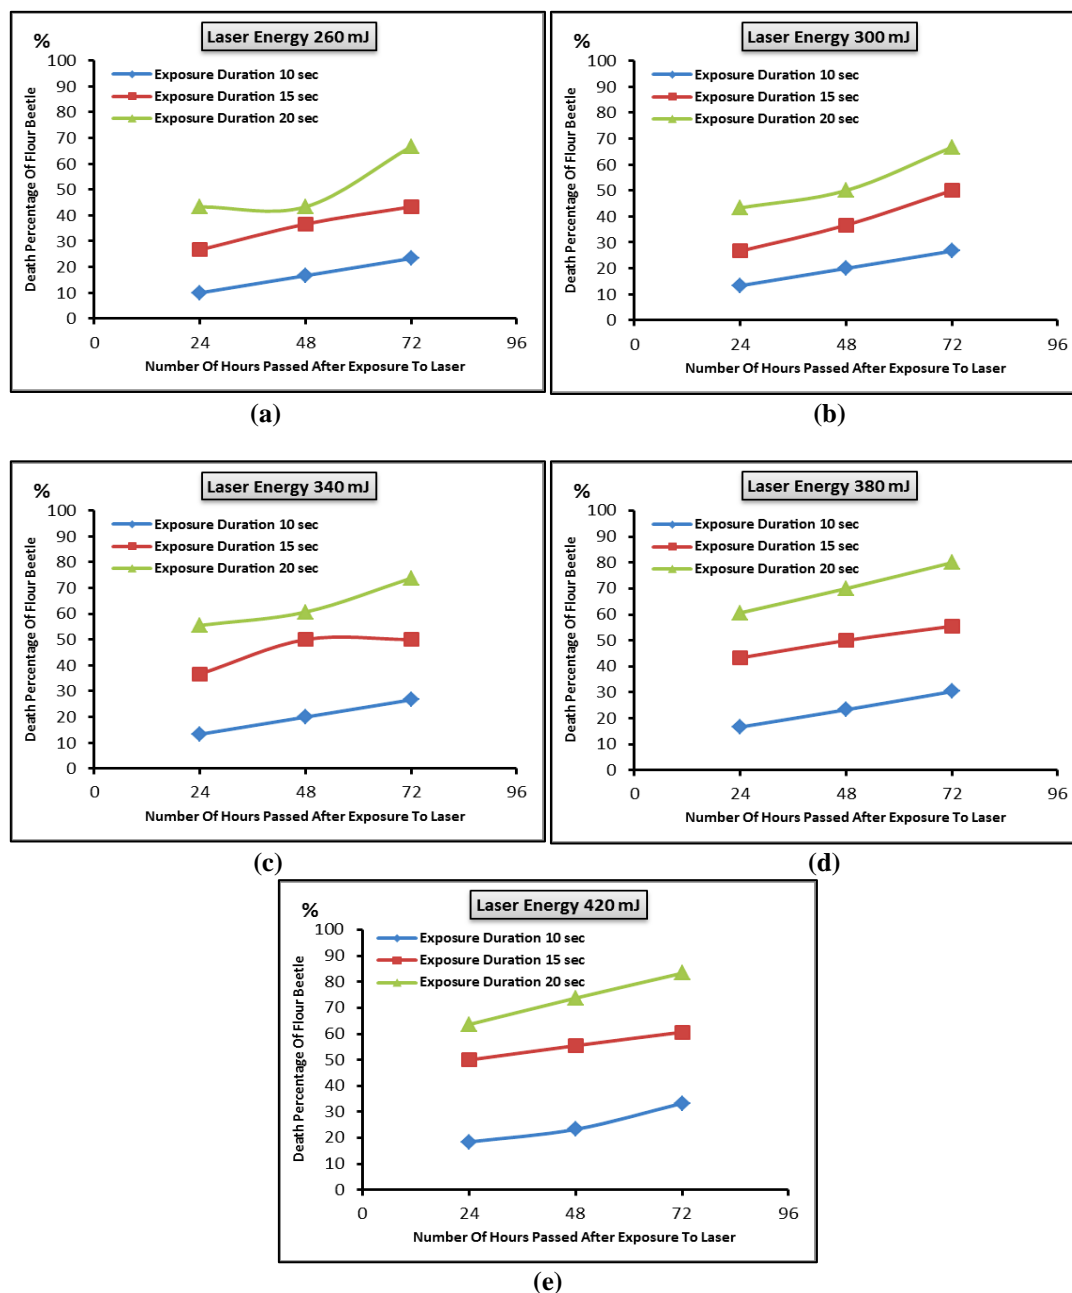 Laser Energy 260 mJ
%
Exposure Duration 10 sec
Exposure Duration 15 sec
Exposure Duration 20 sec
Death Percentage Of Flour Beetle
100
90
80
70
60
50
40
30
20
10
0
0 24 48 72 96
Number Of Hours Passed After Exposure To Laser
(a)
Laser Energy 300 mJ
%
Exposure Duration 10 sec
Exposure Duration 15 sec
Exposure Duration 20 sec
Death Percentage Of Flour Beetle
100
90
80
70
60
50
40
30
20
10
0
0 24 48 72 96
Number Of Hours Passed After Exposure To Laser
(b)
Laser Energy 340 mJ
%
Exposure Duration 10 sec
Exposure Duration 15 sec
Exposure Duration 20 sec
Death Percentage Of Flour Beetle
100
90
80
70
60
50
40
30
20
10
0
0 24 48 72 96
Number Of Hours Passed After Exposure To Laser
(c)
Laser Energy 380 mJ
%
Exposure Duration 10 sec
Exposure Duration 15 sec
Exposure Duration 20 sec
Death Percentage Of Flour Beetle
100
90
80
70
60
50
40
30
20
10
0
0 24 48 72 96
Number Of Hours Passed After Exposure To Laser
(d)
Laser Energy 420 mJ
%
Exposure Duration 10 sec
Exposure Duration 15 sec
Exposure Duration 20 sec
Death Percentage Of Flour Beetle
100
90
80
70
60
50
40
30
20
10
0
0 24 48 72 96
Number Of Hours Passed After Exposure To Laser
(e)